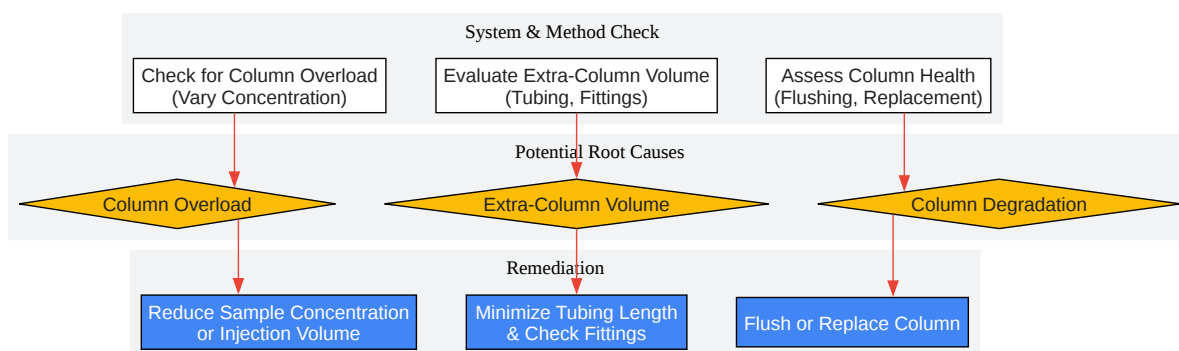 System & Method Check
Check for Column Overload
(Vary Concentration)
Evaluate Extra-Column Volume
(Tubing, Fittings)
Assess Column Health
(Flushing, Replacement)
Potential Root Causes
Column Overload
Extra-Column Volume
Column Degradation
Remediation
Reduce Sample Concentration
or Injection Volume
Minimize Tubing Length
& Check Fittings
Flush or Replace Column